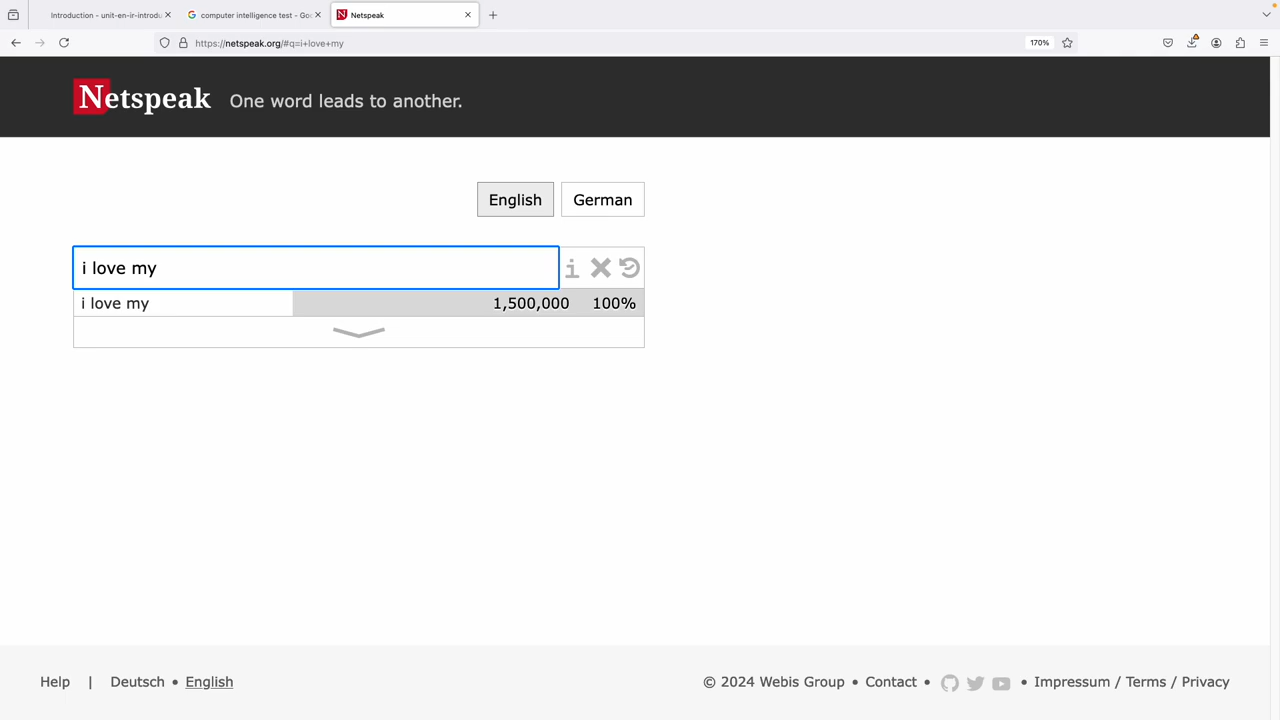 Introduction - unit-en-ir-introdu
computer intelligence test - Goo
Netspeak
https://netspeak.org/#q=i+love+my
170%
Netspeak One word leads to another.
English German
i love my
i
i love my 1,500,000 100%
Help | Deutsch • English
© 2024 Webis Group • Contact • • Impressum / Terms / Privacy